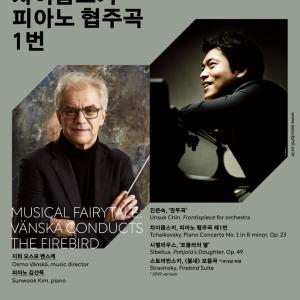 피아노 협주곡
1번
MUSICAL FAIRYTALE:
VÄNSKÄ CONDUCTS
THE FIREBIRD
지휘 오스모 벤스케
Osmo Vänskä, music director
피아노 김선욱
Sunwook Kim, piano
진은숙, ‘권두곡’
Unsuk Chin, Frontispiece for orchestra
차이콥스키, 피아노 협주곡 제1번
Tchaikovsky, Piano Concerto No. 1 in B minor, Op. 23
시벨리우스, ‘포욜라의 딸’
Sibelius, Pohjola's Daughter, Op. 49
스트라빈스키, 《불새》 모음곡
Stravinsky, Firebird Suite
* 1919 version